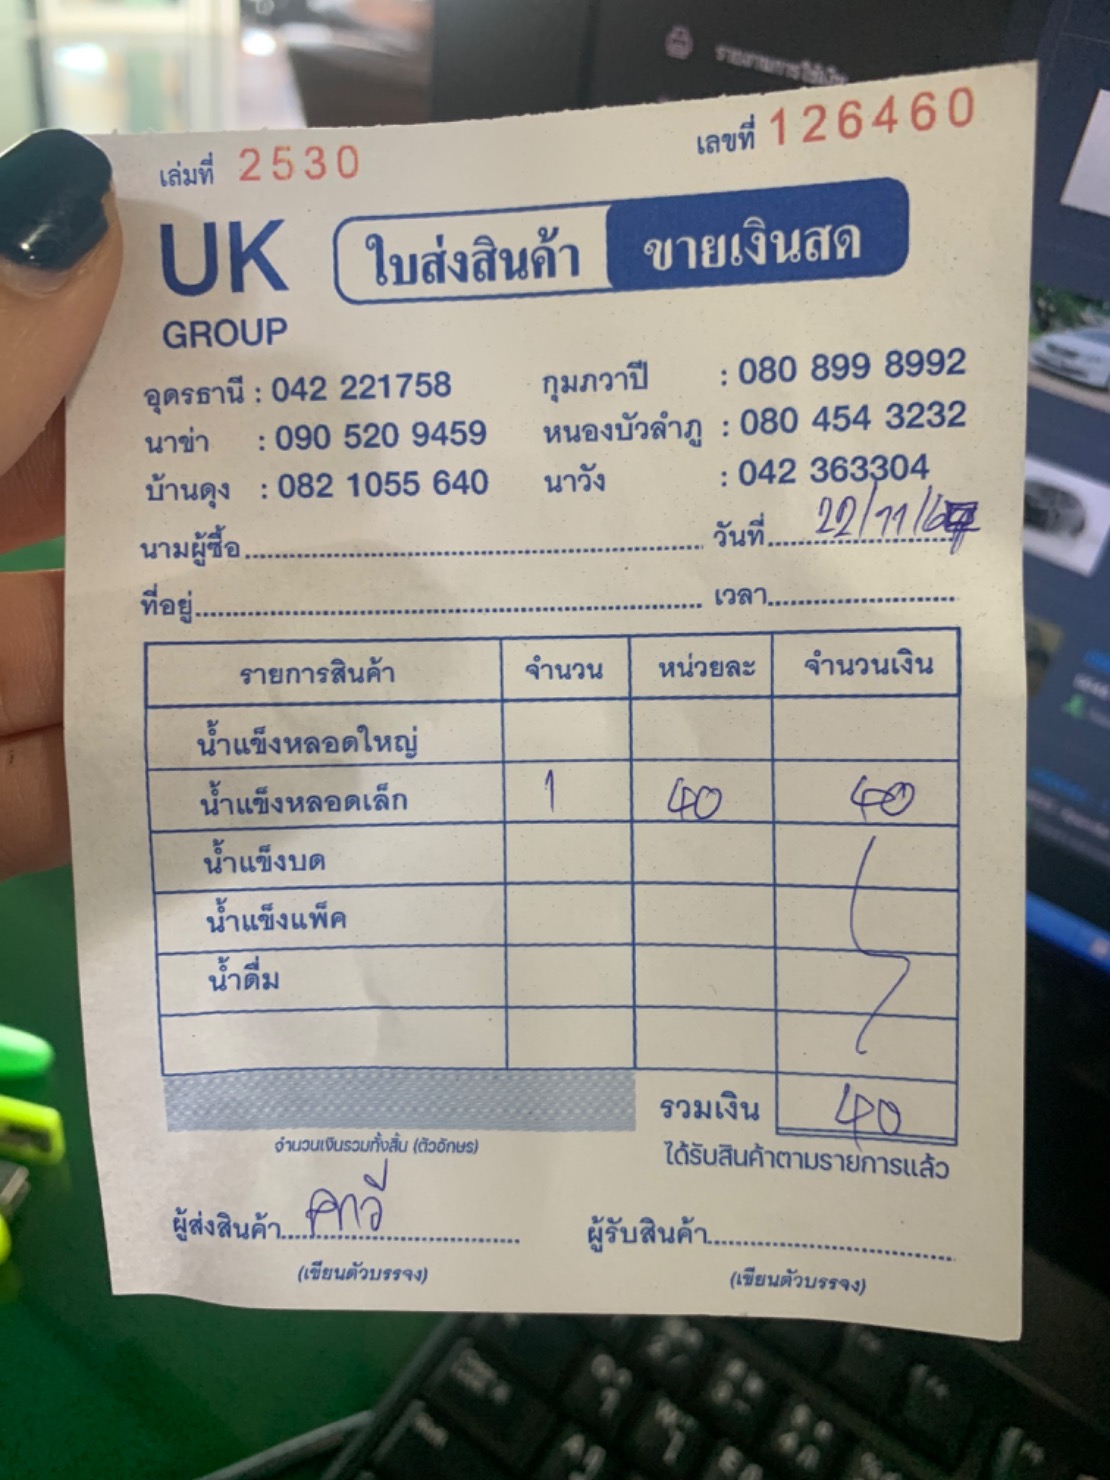 เล่มที่ 2530 เลขที่ 126460
UK GROUP
ใบส่งสินค้า ขายเงินสด
อุดรธานี : 042 221758 กุมภวาปี : 080 899 8992
นาข่า : 090 520 9459 หนองบัวลำภู : 080 454 3232
บ้านดุง : 082 1055 640 นาวัง : 042 363304
นามผู้ซื้อ วันที่ 22/11/67
ที่อยู่ เวลา
รายการสินค้า จำนวน หน่วยละ จำนวนเงิน
น้ำแข็งหลอดใหญ่
น้ำแข็งหลอดเล็ก 1 40 40
น้ำแข็งบด
น้ำแข็งแพ็ค
น้ำดื่ม
รวมเงิน 40
จำนวนเงินรวมทั้งสิ้น (ตัวอักษร) ได้รับสินค้าตามรายการแล้ว
ผู้ส่งสินค้า ผู้รับสินค้า
(เขียนตัวบรรจง) (เขียนตัวบรรจง)